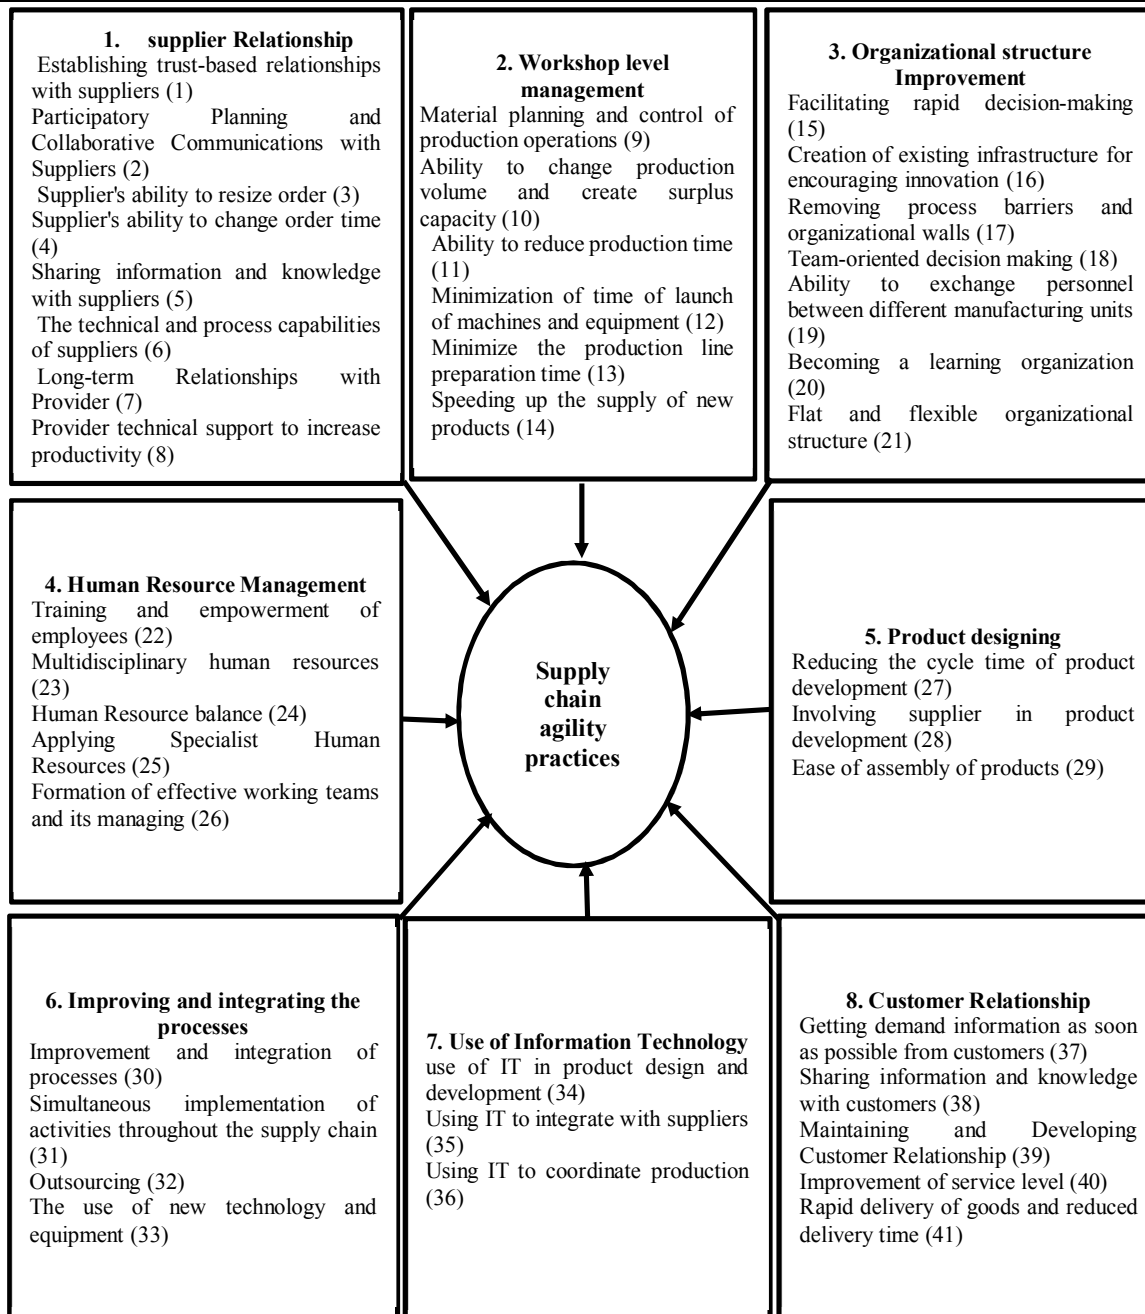 1. supplier Relationship
Establishing trust-based relationships
with suppliers (1)
Participatory Planning and
Collaborative Communications with
Suppliers (2)
Supplier's ability to resize order (3)
Supplier's ability to change order time
(4)
Sharing information and knowledge
with suppliers (5)
The technical and process capabilities
of suppliers (6)
Long-term Relationships with
Provider (7)
Provider technical support to increase
productivity (8)
2. Workshop level
management
Material planning and control of
production operations (9)
Ability to change production
volume and create surplus
capacity (10)
Ability to reduce production time
(11)
Minimization of time of launch
of machines and equipment (12)
Minimize the production line
preparation time (13)
Speeding up the supply of new
products (14)
3. Organizational structure
Improvement
Facilitating rapid decision-making
(15)
Creation of existing infrastructure for
encouraging innovation (16)
Removing process barriers and
organizational walls (17)
Team-oriented decision making (18)
Ability to exchange personnel
between different manufacturing units
(19)
Becoming a learning organization
(20)
Flat and flexible organizational
structure (21)
4. Human Resource Management
Training and empowerment of
employees (22)
Multidisciplinary human resources
(23)
Human Resource balance (24)
Applying Specialist Human
Resources (25)
Formation of effective working teams
and its managing (26)
Supply
chain
agility
practices
5. Product designing
Reducing the cycle time of product
development (27)
Involving supplier in product
development (28)
Ease of assembly of products (29)
6. Improving and integrating the
processes
Improvement and integration of
processes (30)
Simultaneous implementation of
activities throughout the supply chain
(31)
Outsourcing (32)
The use of new technology and
equipment (33)
7. Use of Information Technology
use of IT in product design and
development (34)
Using IT to integrate with suppliers
(35)
Using IT to coordinate production
(36)
8. Customer Relationship
Getting demand information as soon
as possible from customers (37)
Sharing information and knowledge
with customers (38)
Maintaining and Developing
Customer Relationship (39)
Improvement of service level (40)
Rapid delivery of goods and reduced
delivery time (41)